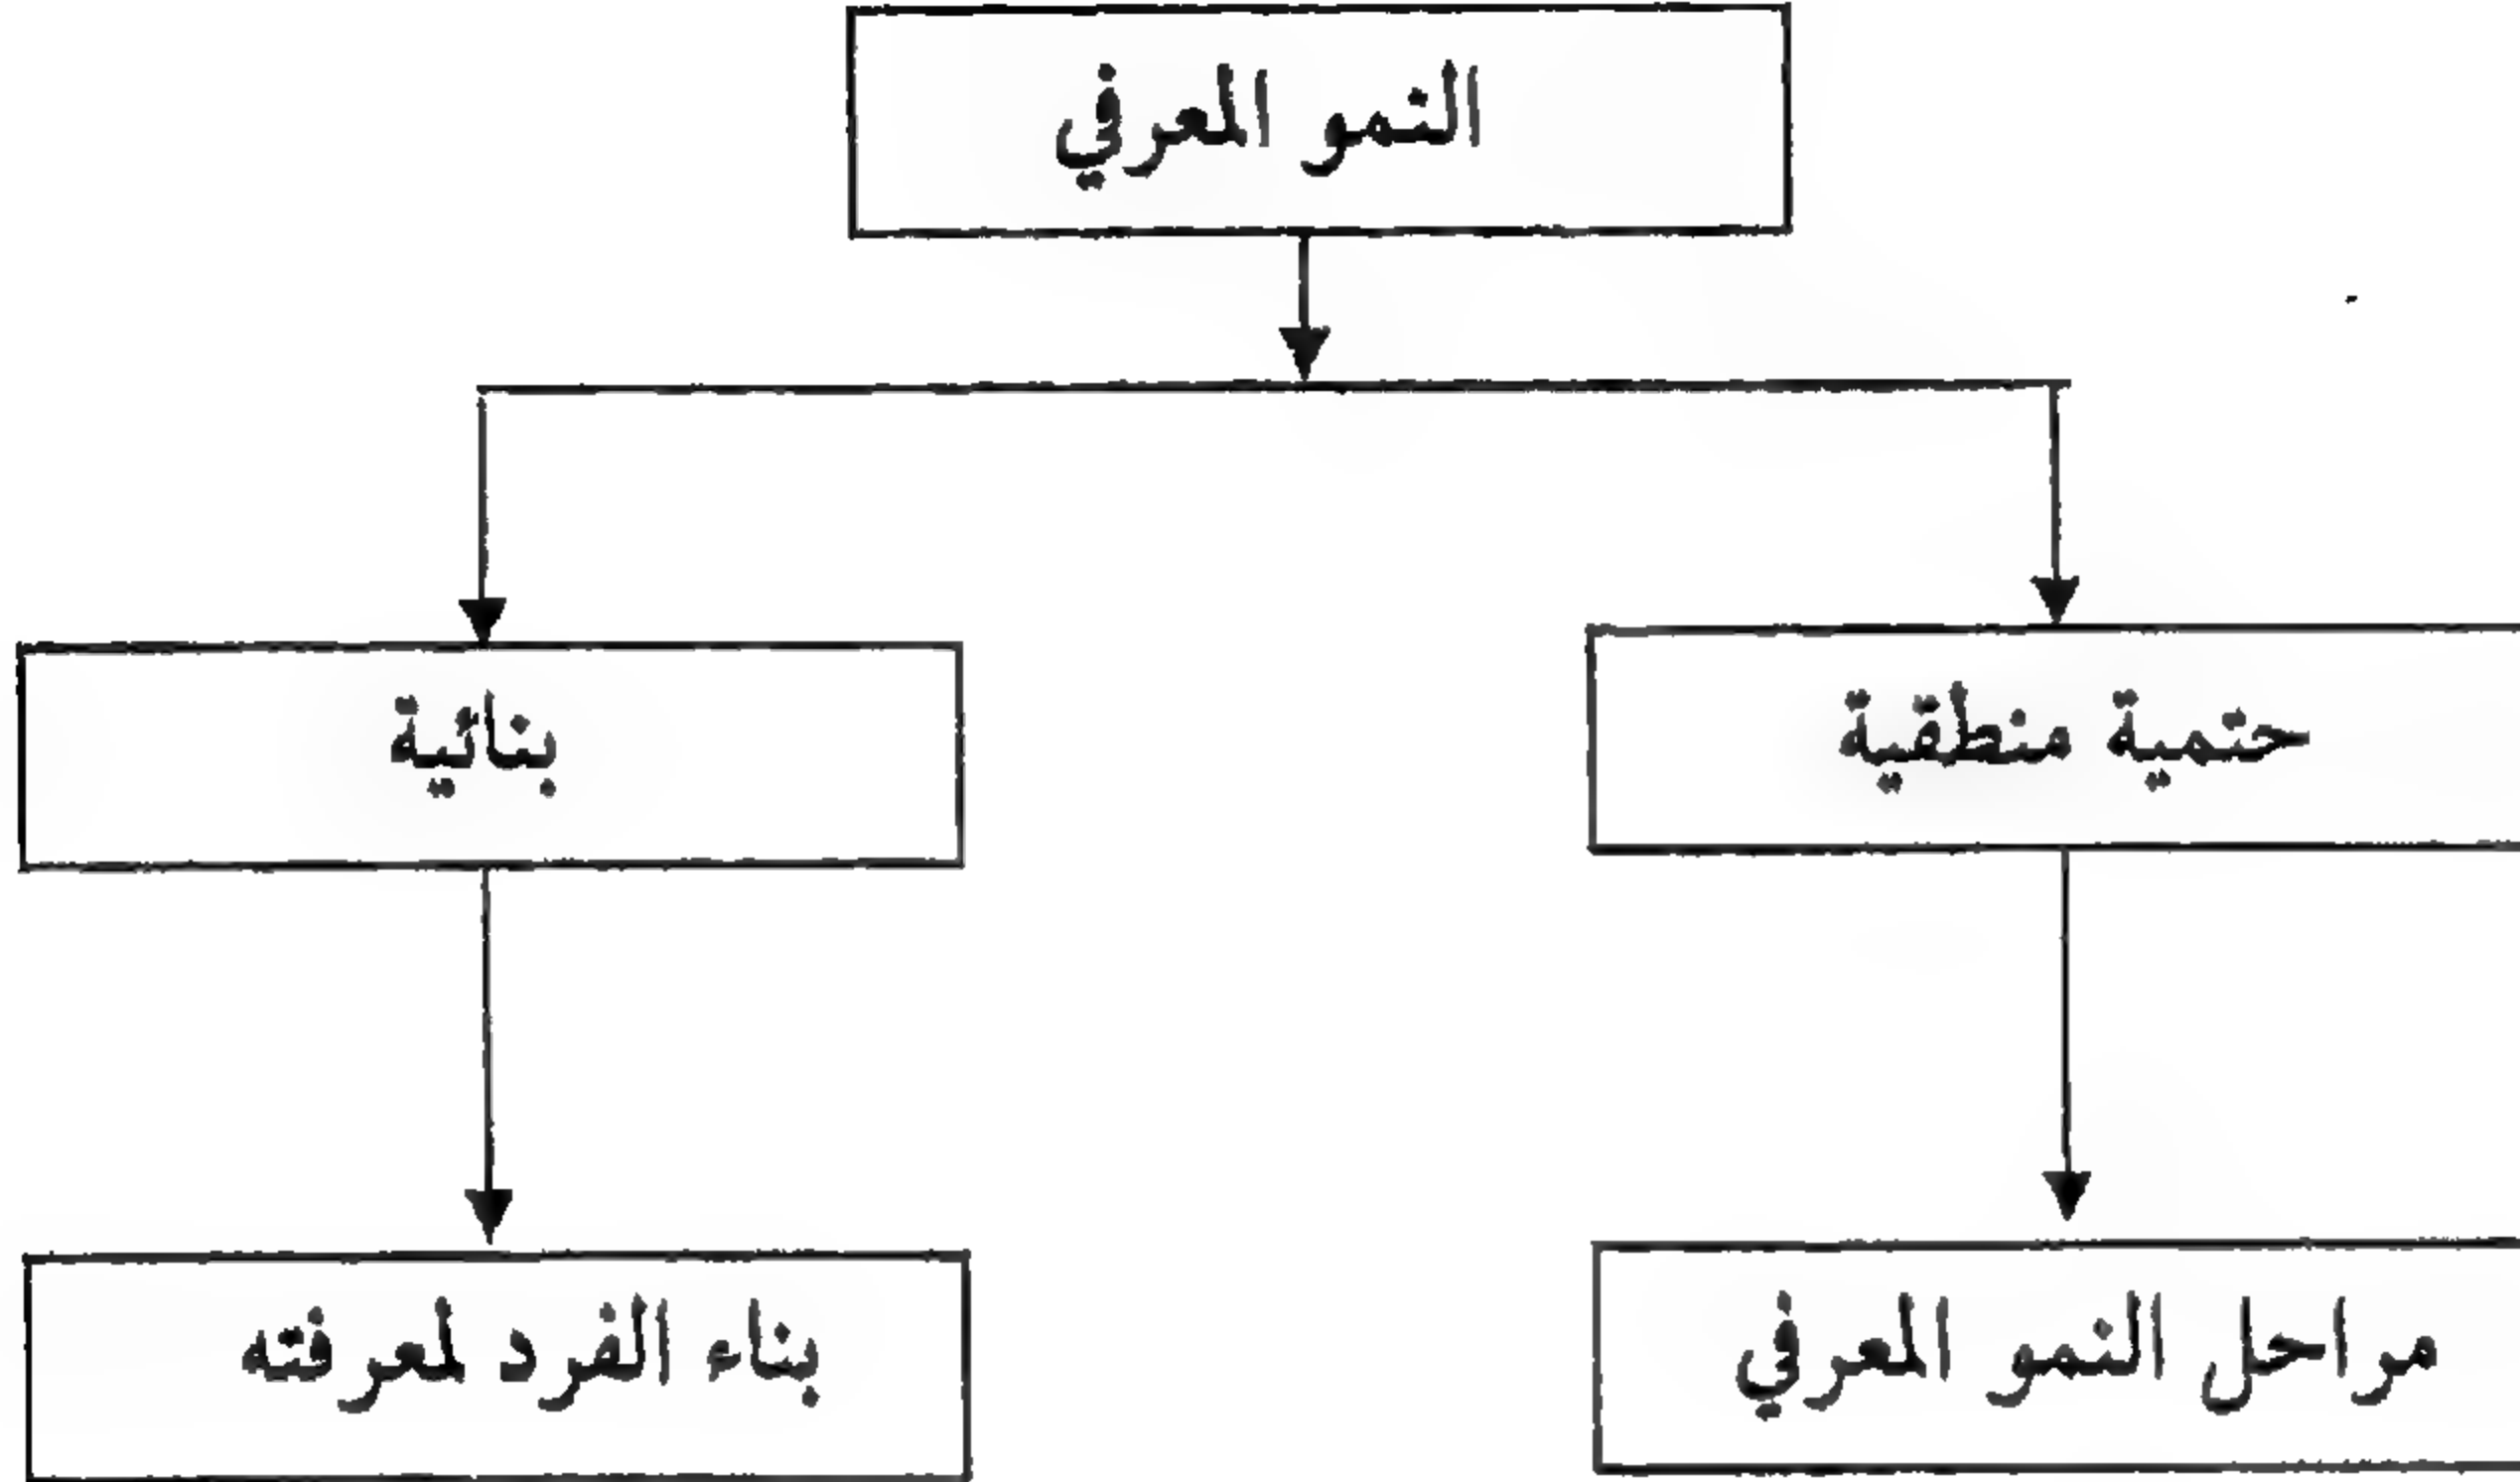 النمو المعرفي
حتمية منطقية
بنائية
مراحل النمو المعرفي
بناء الفرد لمعرفته